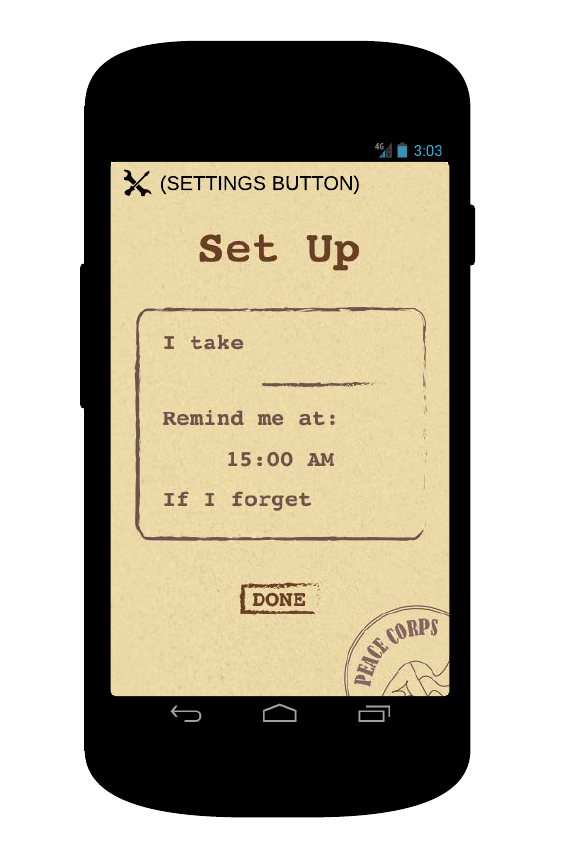 4G 3:03
(SETTINGS BUTTON)
Set Up
I take
Remind me at:
15:00 AM
If I forget
DONE
PEACE CORPS